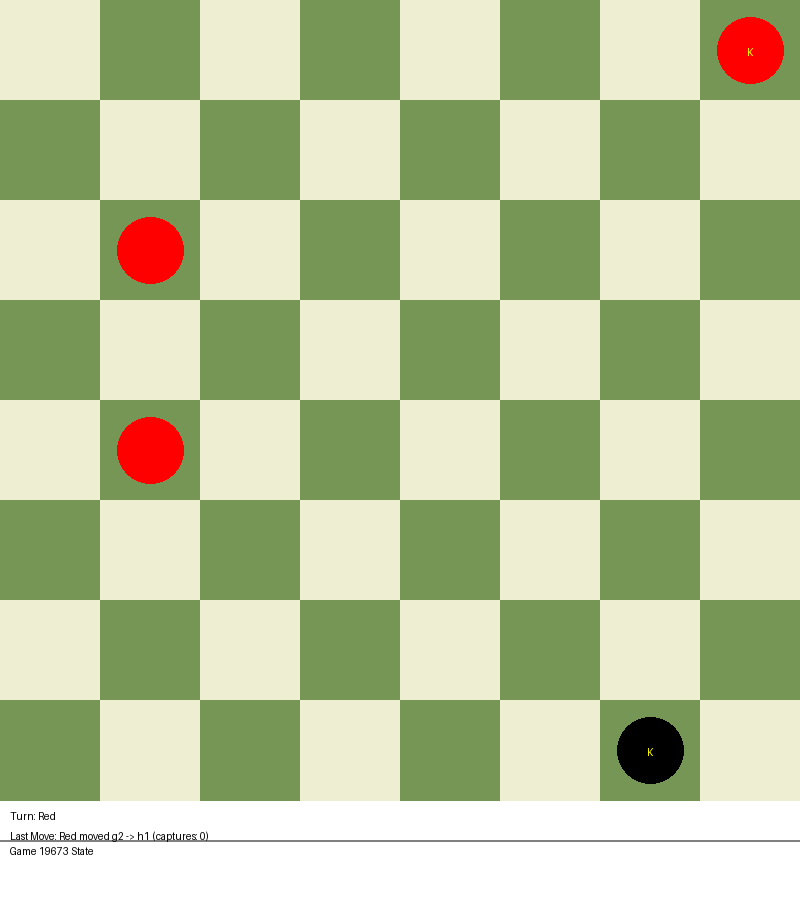 K
K
Turn: Red
Last Move: Red moved g2 -> h1 (captures: 0)
Game 19673 State